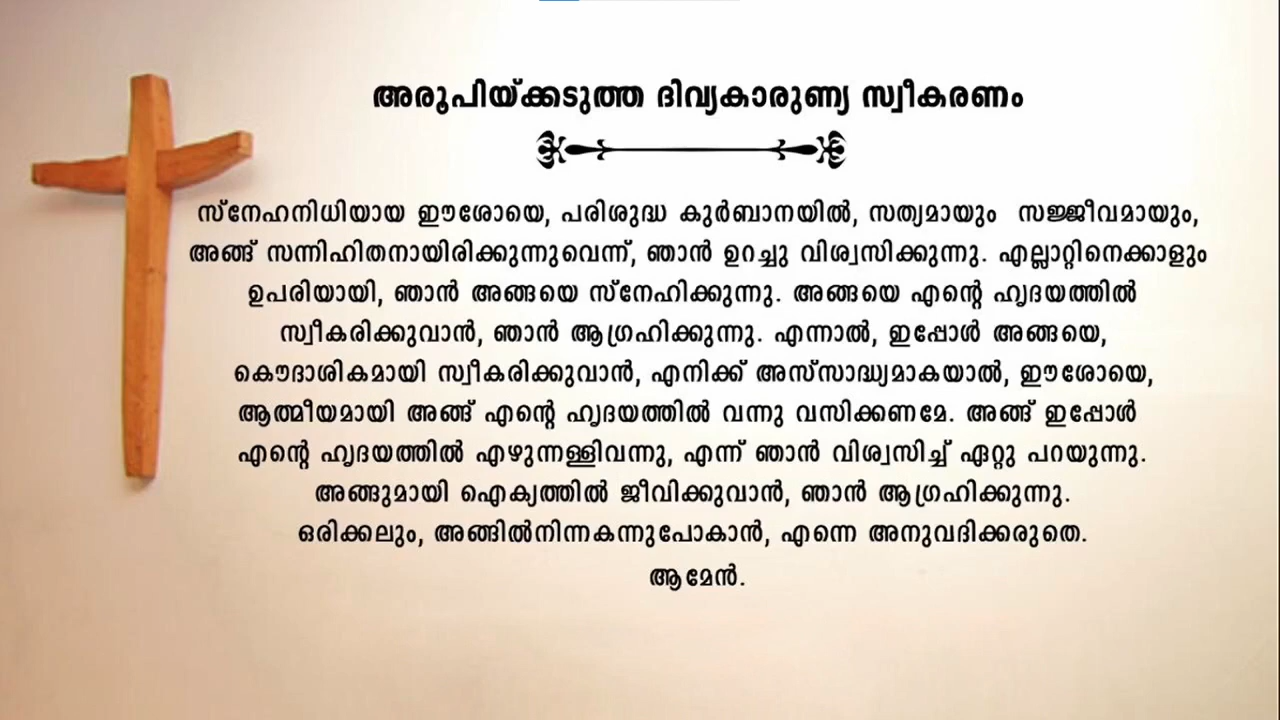 അരൂപിയ്ക്കടുത്ത ദിവ്യകാരുണ്യ സ്വീകരണം
സ്നേഹനിധിയായ ഈശോയെ, പരിശുദ്ധ കുർബാനയിൽ, സത്യമായും സജ്ജീവമായും,
അങ്ങ് സന്നിഹിതനായിരിക്കുന്നുവെന്ന്, ഞാൻ ഉറച്ചു വിശ്വസിക്കുന്നു. എല്ലാറ്റിനെക്കാളും
ഉപരിയായി, ഞാൻ അങ്ങയെ സ്നേഹിക്കുന്നു. അങ്ങയെ എന്റെ ഹൃദയത്തിൽ
സ്വീകരിക്കുവാൻ, ഞാൻ ആഗ്രഹിക്കുന്നു. എന്നാൽ, ഇപ്പോൾ അങ്ങയെ,
കൌദാശികമായി സ്വീകരിക്കുവാൻ, എനിക്ക് അസ്സാദ്ധ്യമാകയാൽ, ഈശോയെ,
ആത്മീയമായി അങ്ങ് എന്റെ ഹൃദയത്തിൽ വന്നു വസിക്കണമേ. അങ്ങ് ഇപ്പോൾ
എന്റെ ഹൃദയത്തിൽ എഴുന്നള്ളിവന്നു, എന്ന് ഞാൻ വിശ്വസിച്ച് ഏറ്റു പറയുന്നു.
അങ്ങുമായി ഐക്യത്തിൽ ജീവിക്കുവാൻ, ഞാൻ ആഗ്രഹിക്കുന്നു.
ഒരിക്കലും, അങ്ങിൽനിന്നകന്നുപോകാൻ, എന്നെ അനുവദിക്കരുതെ.
ആമേൻ.